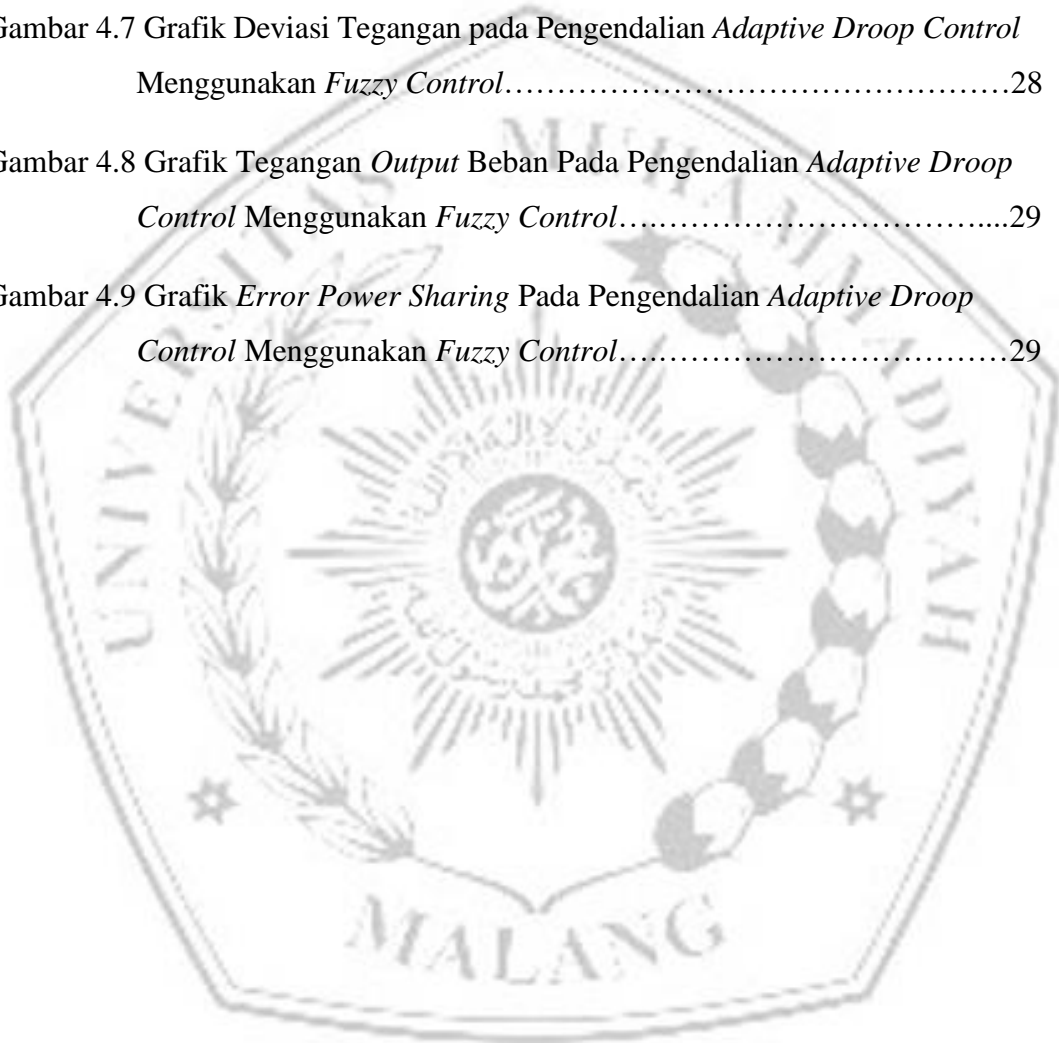 Gambar 4.7 Grafik Deviasi Tegangan pada Pengendalian Adaptive Droop Control
Menggunakan Fuzzy Control…………………………………………28
Gambar 4.8 Grafik Tegangan Output Beban Pada Pengendalian Adaptive Droop
Control Menggunakan Fuzzy Control….…………………………....29
Gambar 4.9 Grafik Error Power Sharing Pada Pengendalian Adaptive Droop
Control Menggunakan Fuzzy Control….……………………………29
UNIVERSITAS MUHAMMADIYAH
MALANG